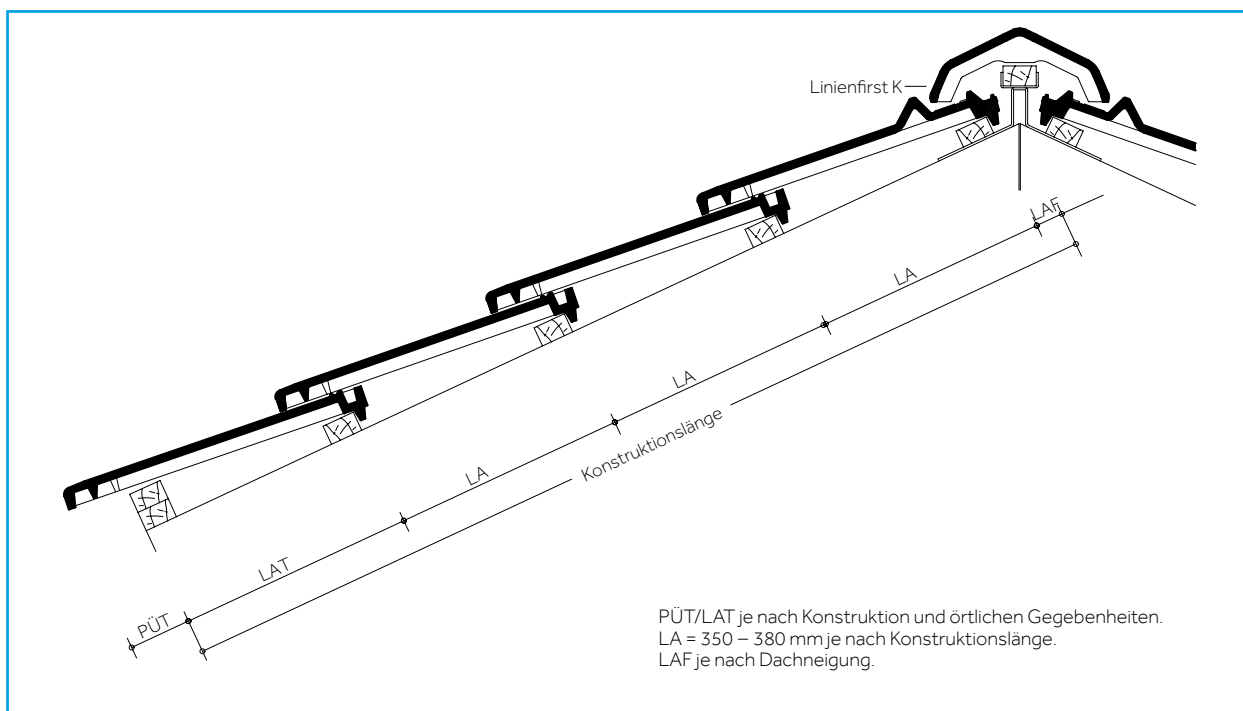 Linienfirst K
LAF
LA
LA
Konstruktionslänge
LA
LAT
PÜT
PÜT/LAT je nach Konstruktion und örtlichen Gegebenheiten.
LA = 350 – 380 mm je nach Konstruktionslänge.
LAF je nach Dachneigung.